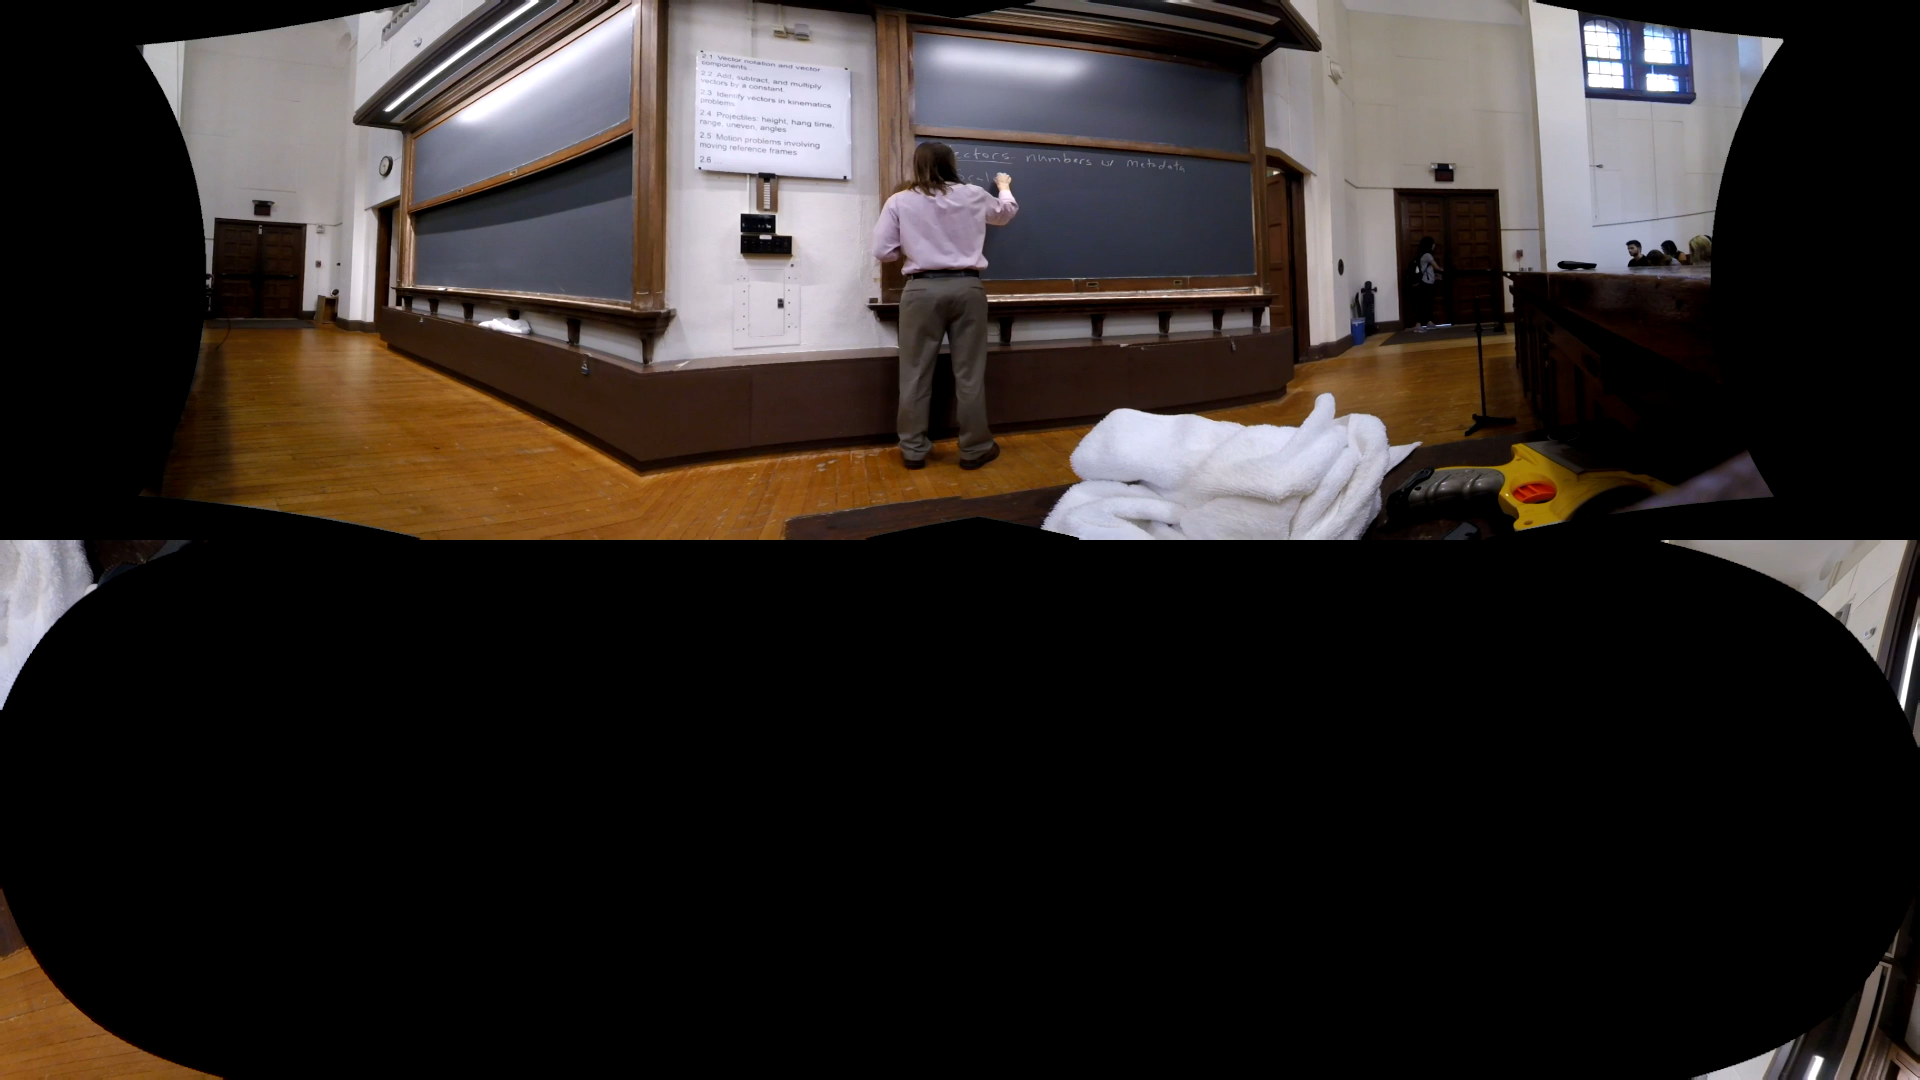 2.1 Vector notation and vector
components.
2.2 Add, subtract, and multiply
vectors by a constant.
2.3 Identify vectors in kinematics
problems
2.4 Projectiles: height, hang time,
range, uneven, angles
2.5 Motion problems involving
moving reference frames
2.6 ...
ectors numbers w/ metadata